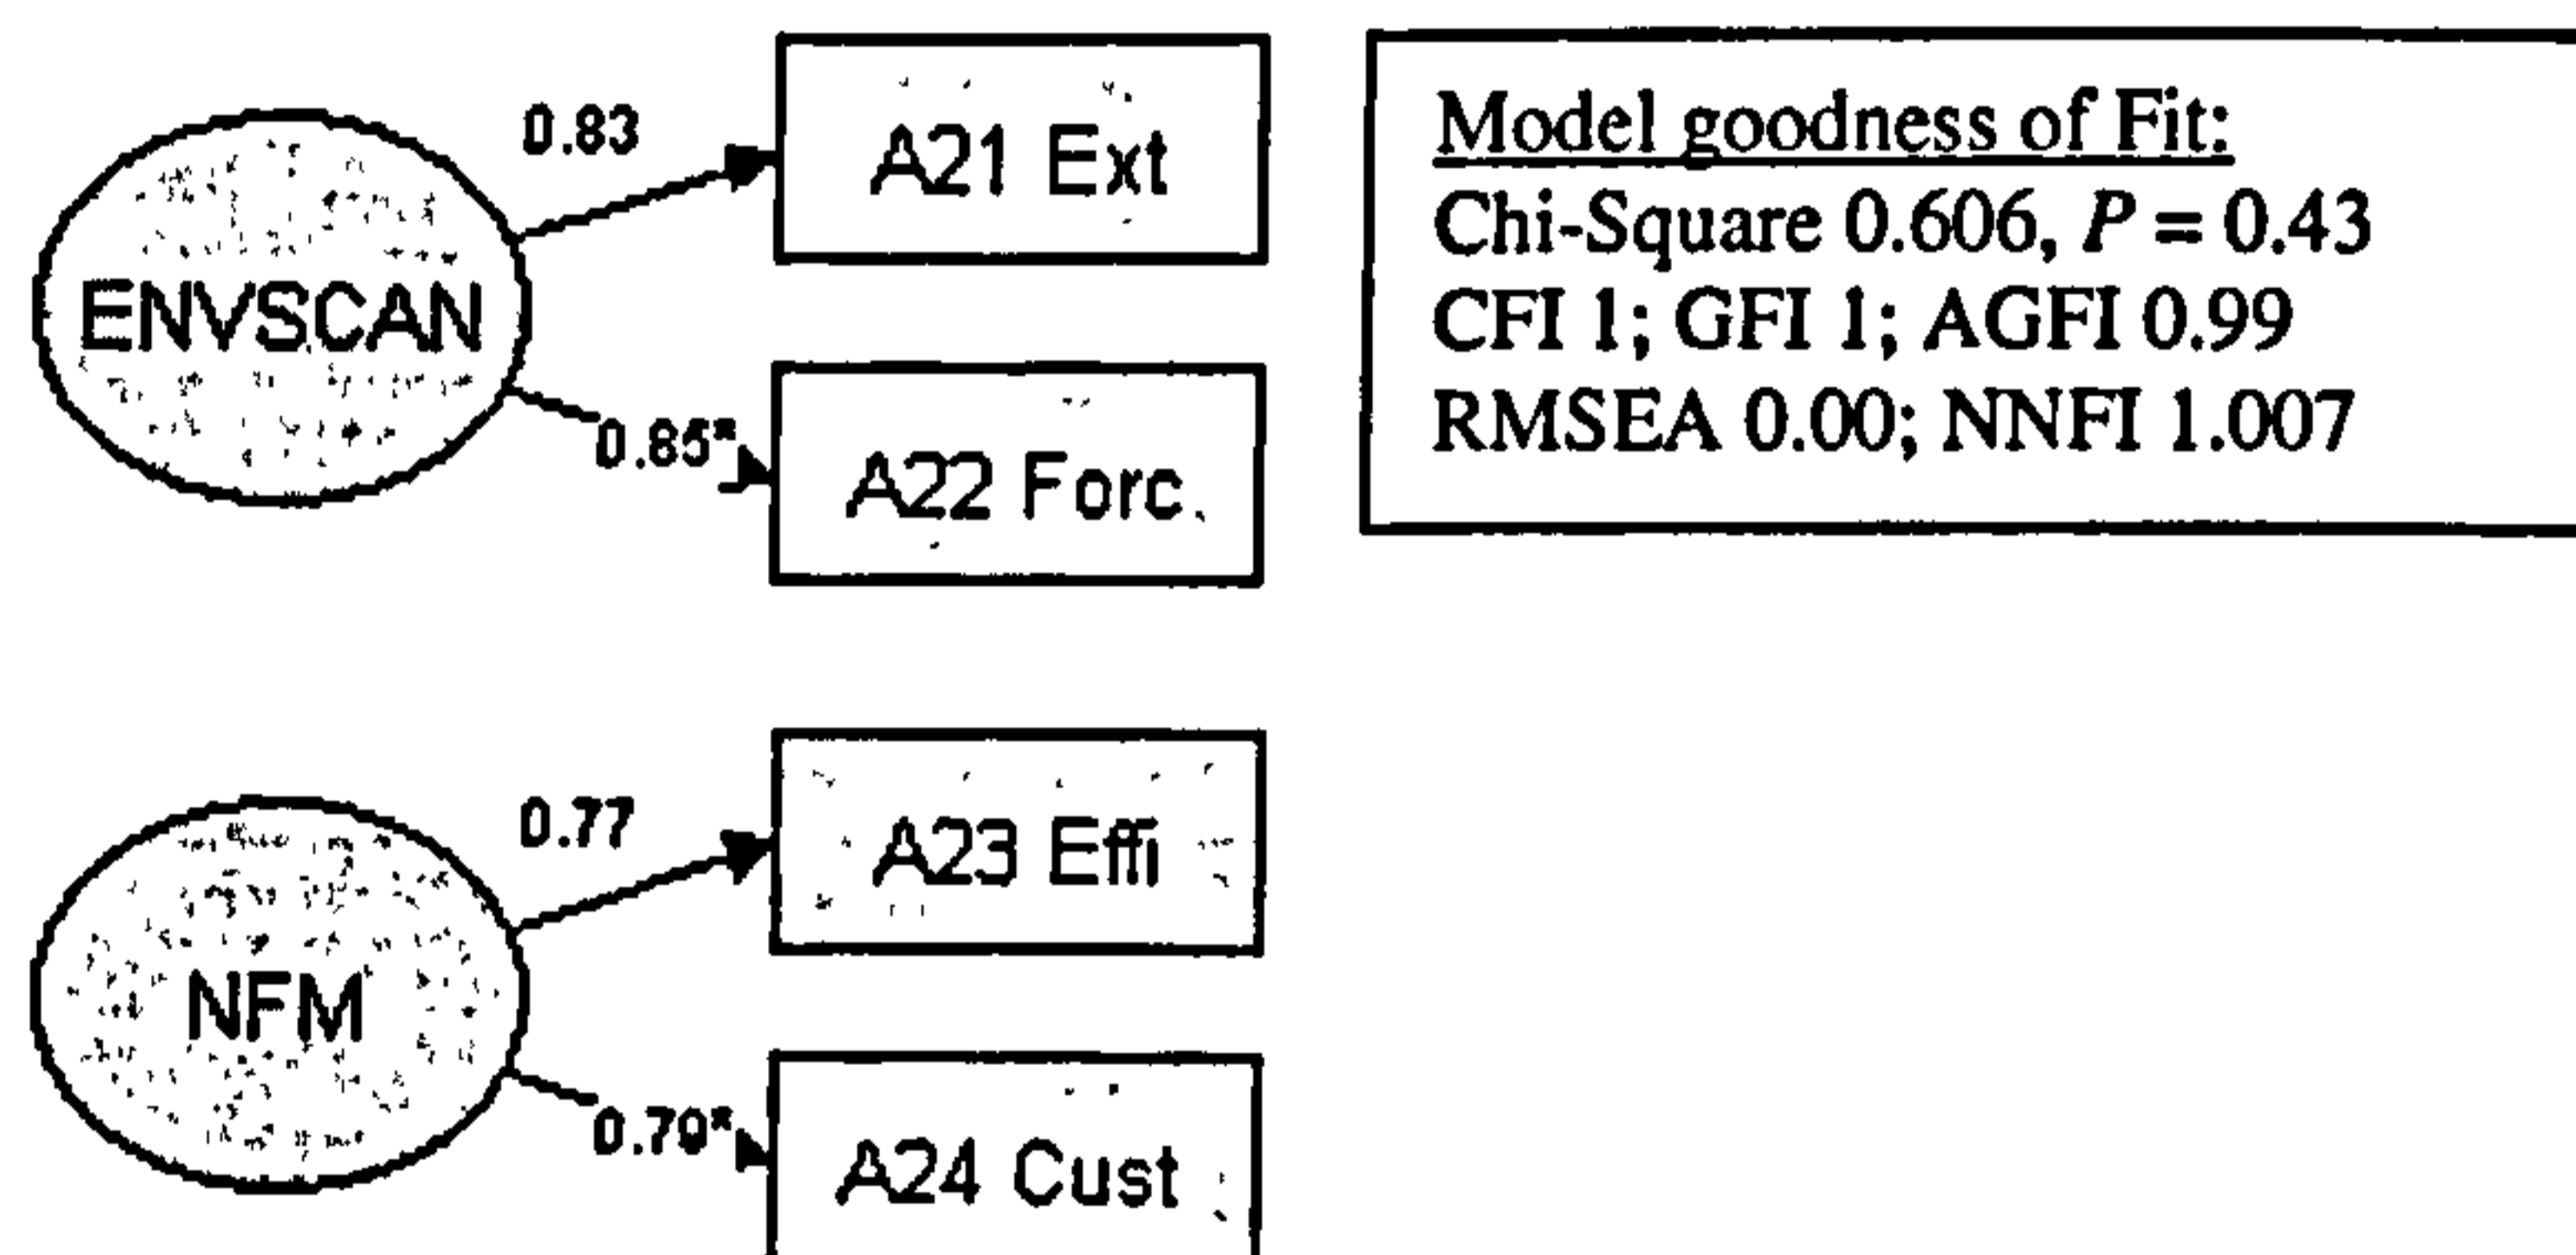 0.83
A21 Ext
ENVSCAN
0.85*
A22 Forc
Model goodness of Fit:
Chi-Square 0.606, P = 0.43
CFI 1; GFI 1; AGFI 0.99
RMSEA 0.00; NNFI 1.007
0.77
A23 Effi
NFM
0.79*
A24 Cust